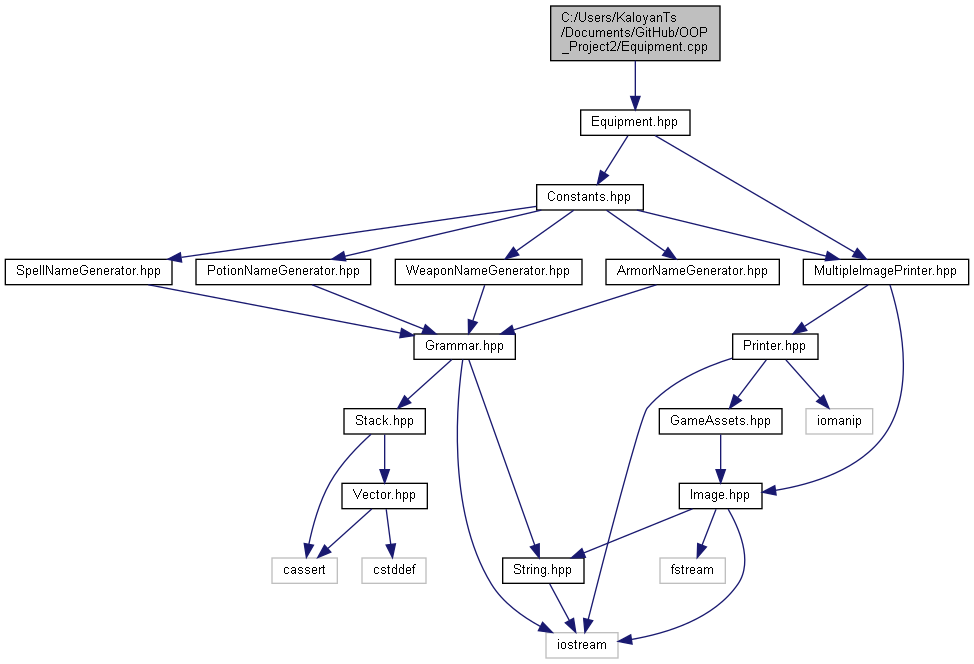 C:/Users/KaloyanTs
/Documents/GitHub/OOP
_Project2/Equipment.cpp
Equipment.hpp
Constants.hpp
SpellNameGenerator.hpp
PotionNameGenerator.hpp
WeaponNameGenerator.hpp
ArmorNameGenerator.hpp
MultipleImagePrinter.hpp
Grammar.hpp
Printer.hpp
Stack.hpp
GameAssets.hpp
iomanip
Vector.hpp
Image.hpp
cassert
cstddef
String.hpp
fstream
iostream